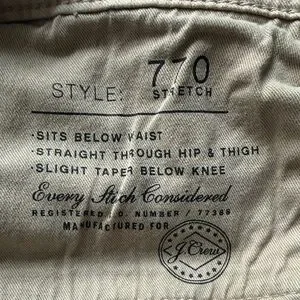 STYLE: 770
STRETCH
·SITS BELOW WAIST
·STRAIGHT THROUGH HIP & THIGH
·SLIGHT TAPER BELOW KNEE
Every Stitch Considered
REGISTERED I.D. NUMBER / 77388
MANUFACTURED FOR
J.Crew